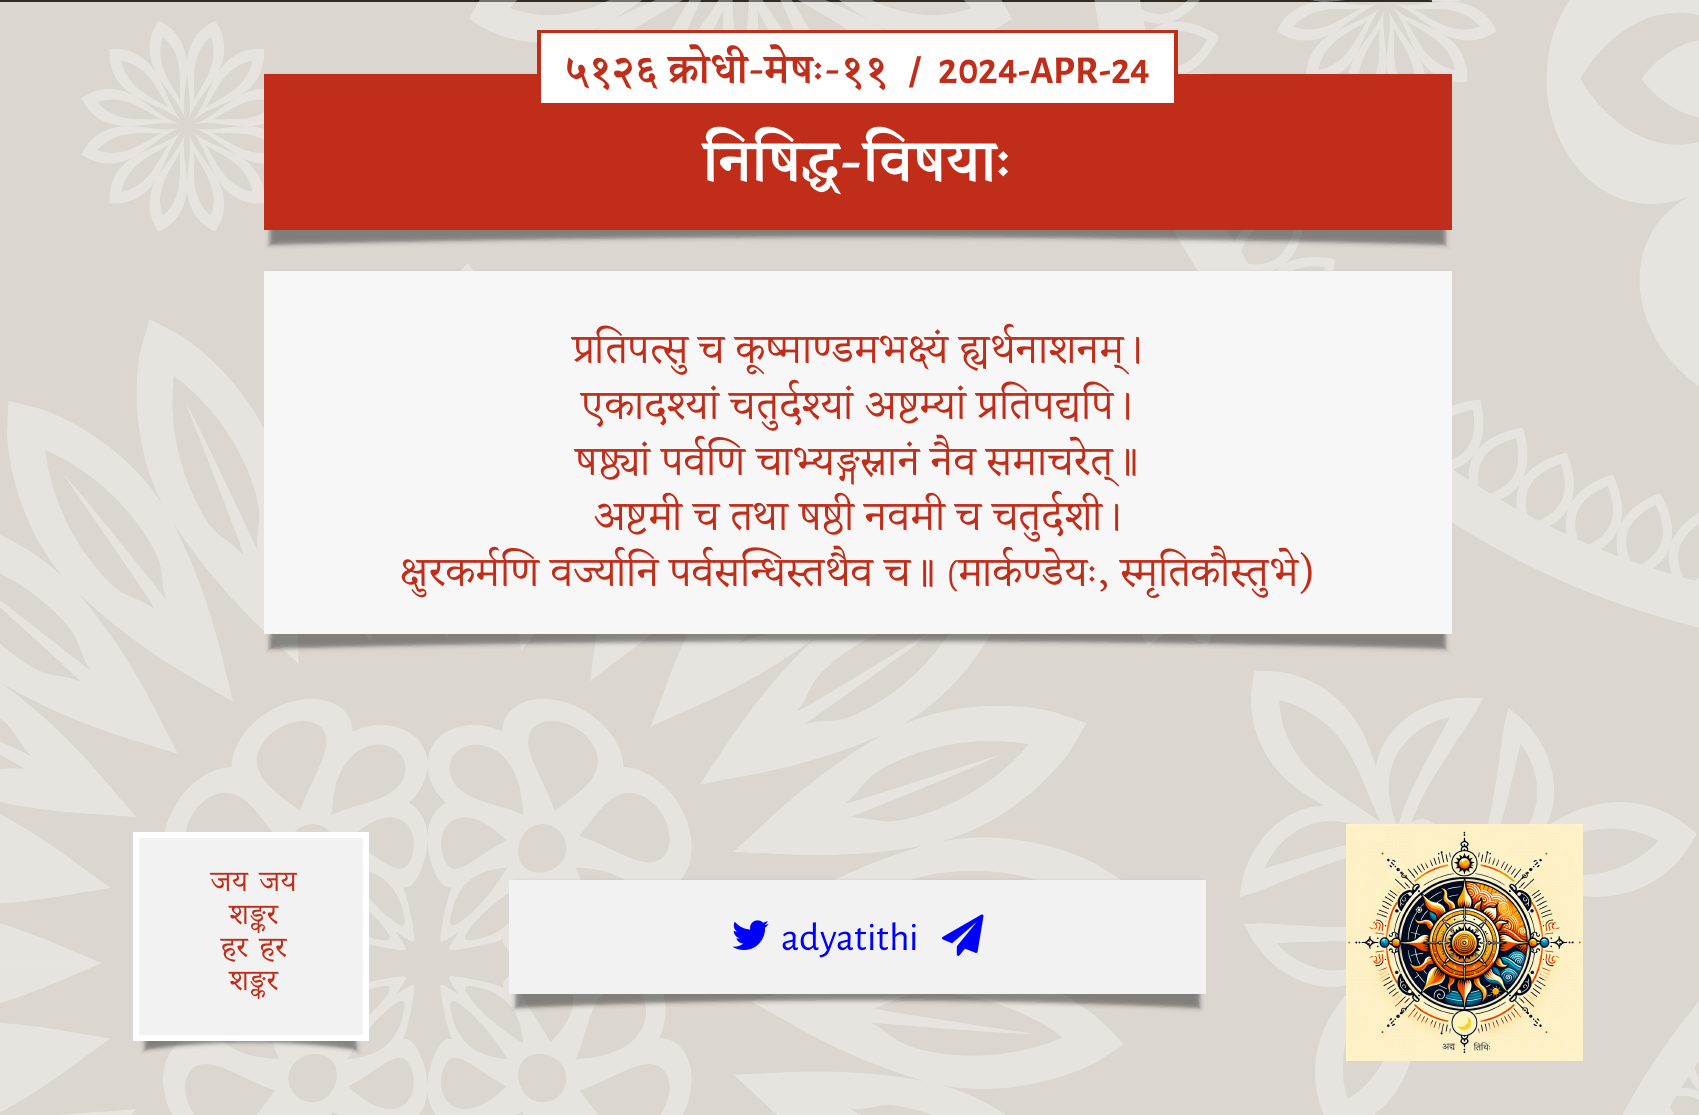 ५१२६ क्रोधी-मेषः-११ / 2024-APR-24
निषिद्ध-विषयाः
प्रतिपत्सु च कूष्माण्डमभक्ष्यं ह्यर्थनाशनम्।
एकादश्यां चतुर्दश्यां अष्टम्यां प्रतिपद्यपि।
षष्ठ्यां पर्वणि चाभ्यङ्गस्नानं नैव समाचरेत्॥
अष्टमी च तथा षष्ठी नवमी च चतुर्दशी।
क्षुरकर्मणि वर्ज्यानि पर्वसन्धिस्तथैव च॥ (मार्कण्डेयः, स्मृतिकौस्तुभे)
जय जय
शङ्कर
हर हर
शङ्कर
adyatithi
अद्य तिथिः